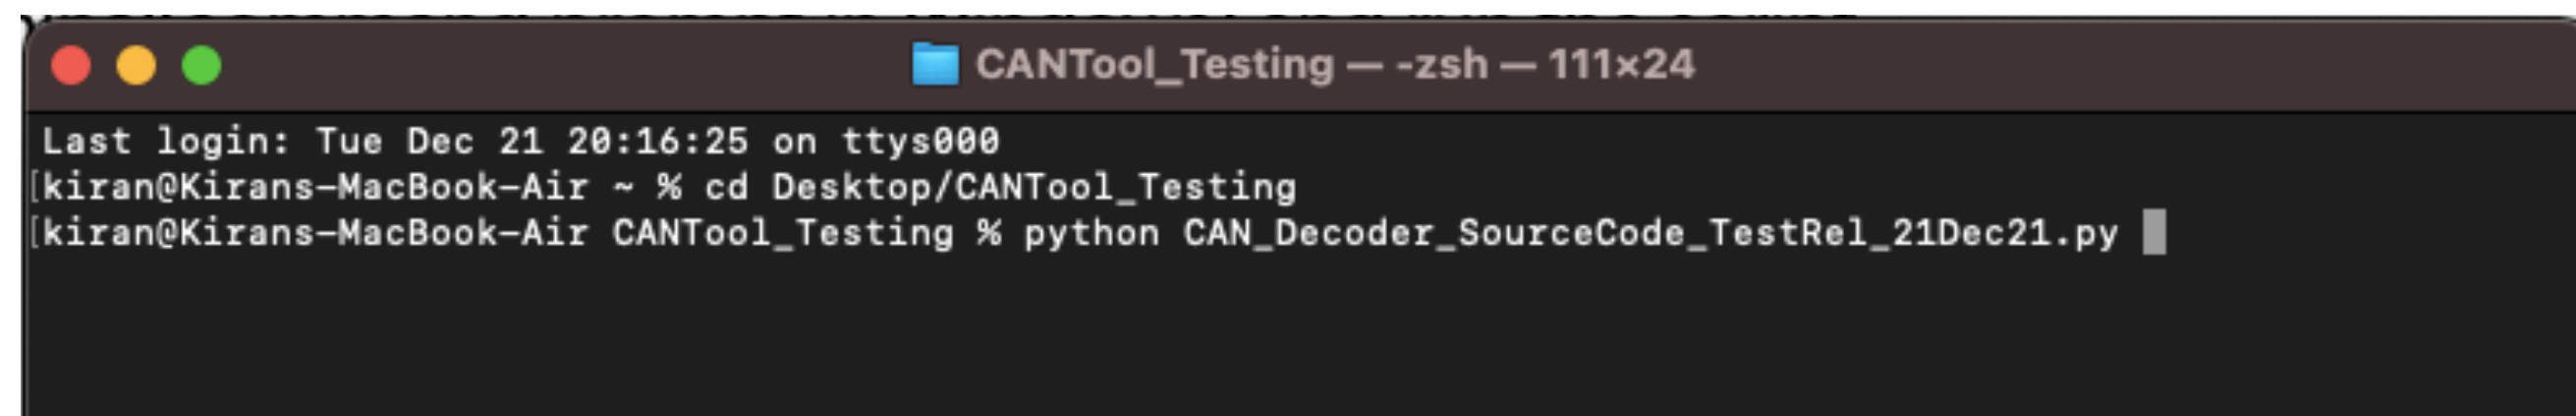 CANTool_Testing — -zsh — 111×24
Last login: Tue Dec 21 20:16:25 on ttys000
[kiran@Kirans-MacBook-Air ~ % cd Desktop/CANTool_Testing
[kiran@Kirans-MacBook-Air CANTool_Testing % python CAN_Decoder_SourceCode_TestRel_21Dec21.py